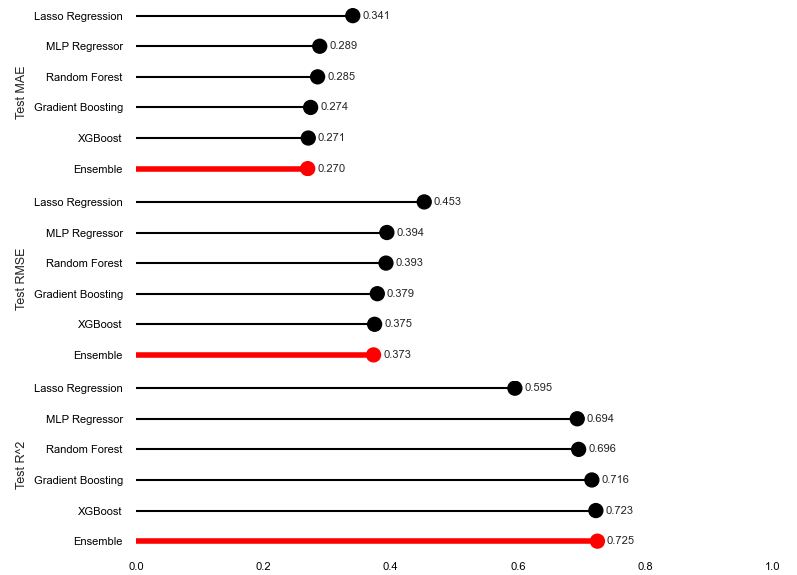 Test MAE
Lasso Regression 0.341
MLP Regressor 0.289
Random Forest 0.285
Gradient Boosting 0.274
XGBoost 0.271
Ensemble 0.270
Test RMSE
Lasso Regression 0.453
MLP Regressor 0.394
Random Forest 0.393
Gradient Boosting 0.379
XGBoost 0.375
Ensemble 0.373
Test R^2
Lasso Regression 0.595
MLP Regressor 0.694
Random Forest 0.696
Gradient Boosting 0.716
XGBoost 0.723
Ensemble 0.725
0.0 0.2 0.4 0.6 0.8 1.0